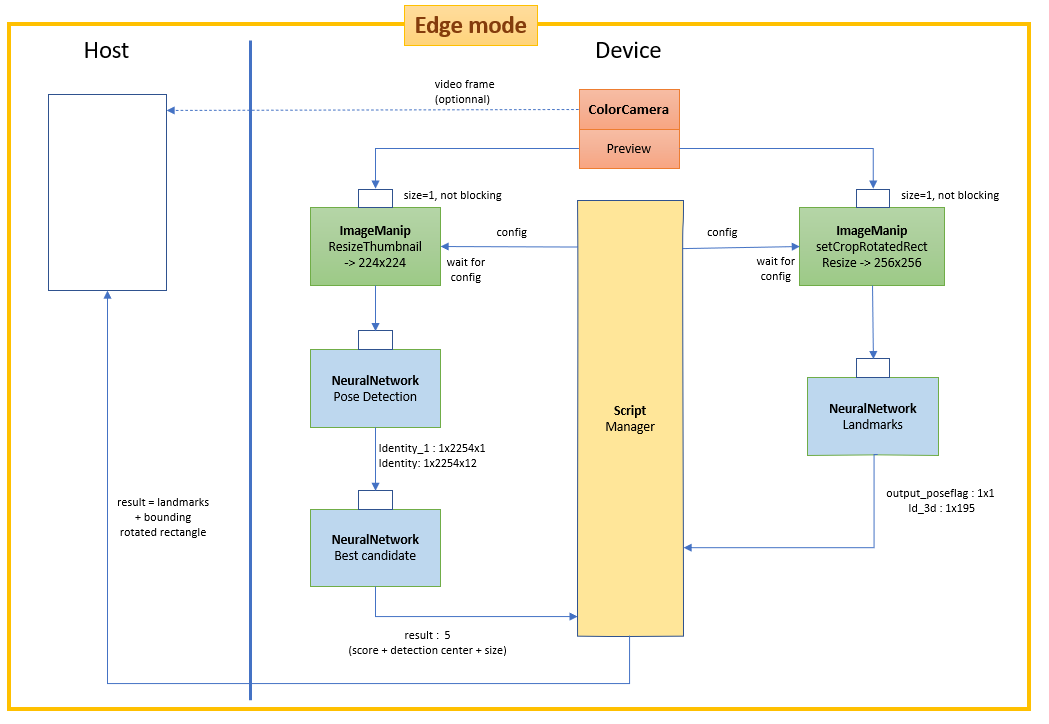 Edge mode
Host
Device
video frame
(optionnal)
ColorCamera
Preview
size=1, not blocking
size=1, not blocking
ImageManip
ResizeThumbnail
-> 224x224
config
wait for
config
config
wait for
config
ImageManip
setCropRotatedRect
Resize -> 256x256
NeuralNetwork
Pose Detection
Script
Manager
NeuralNetwork
Landmarks
Identity_1 : 1x2254x1
Identity: 1x2254x12
output_poseflag : 1x1
ld_3d : 1x195
result = landmarks
+ bounding
rotated rectangle
NeuralNetwork
Best candidate
result : 5
(score + detection center + size)